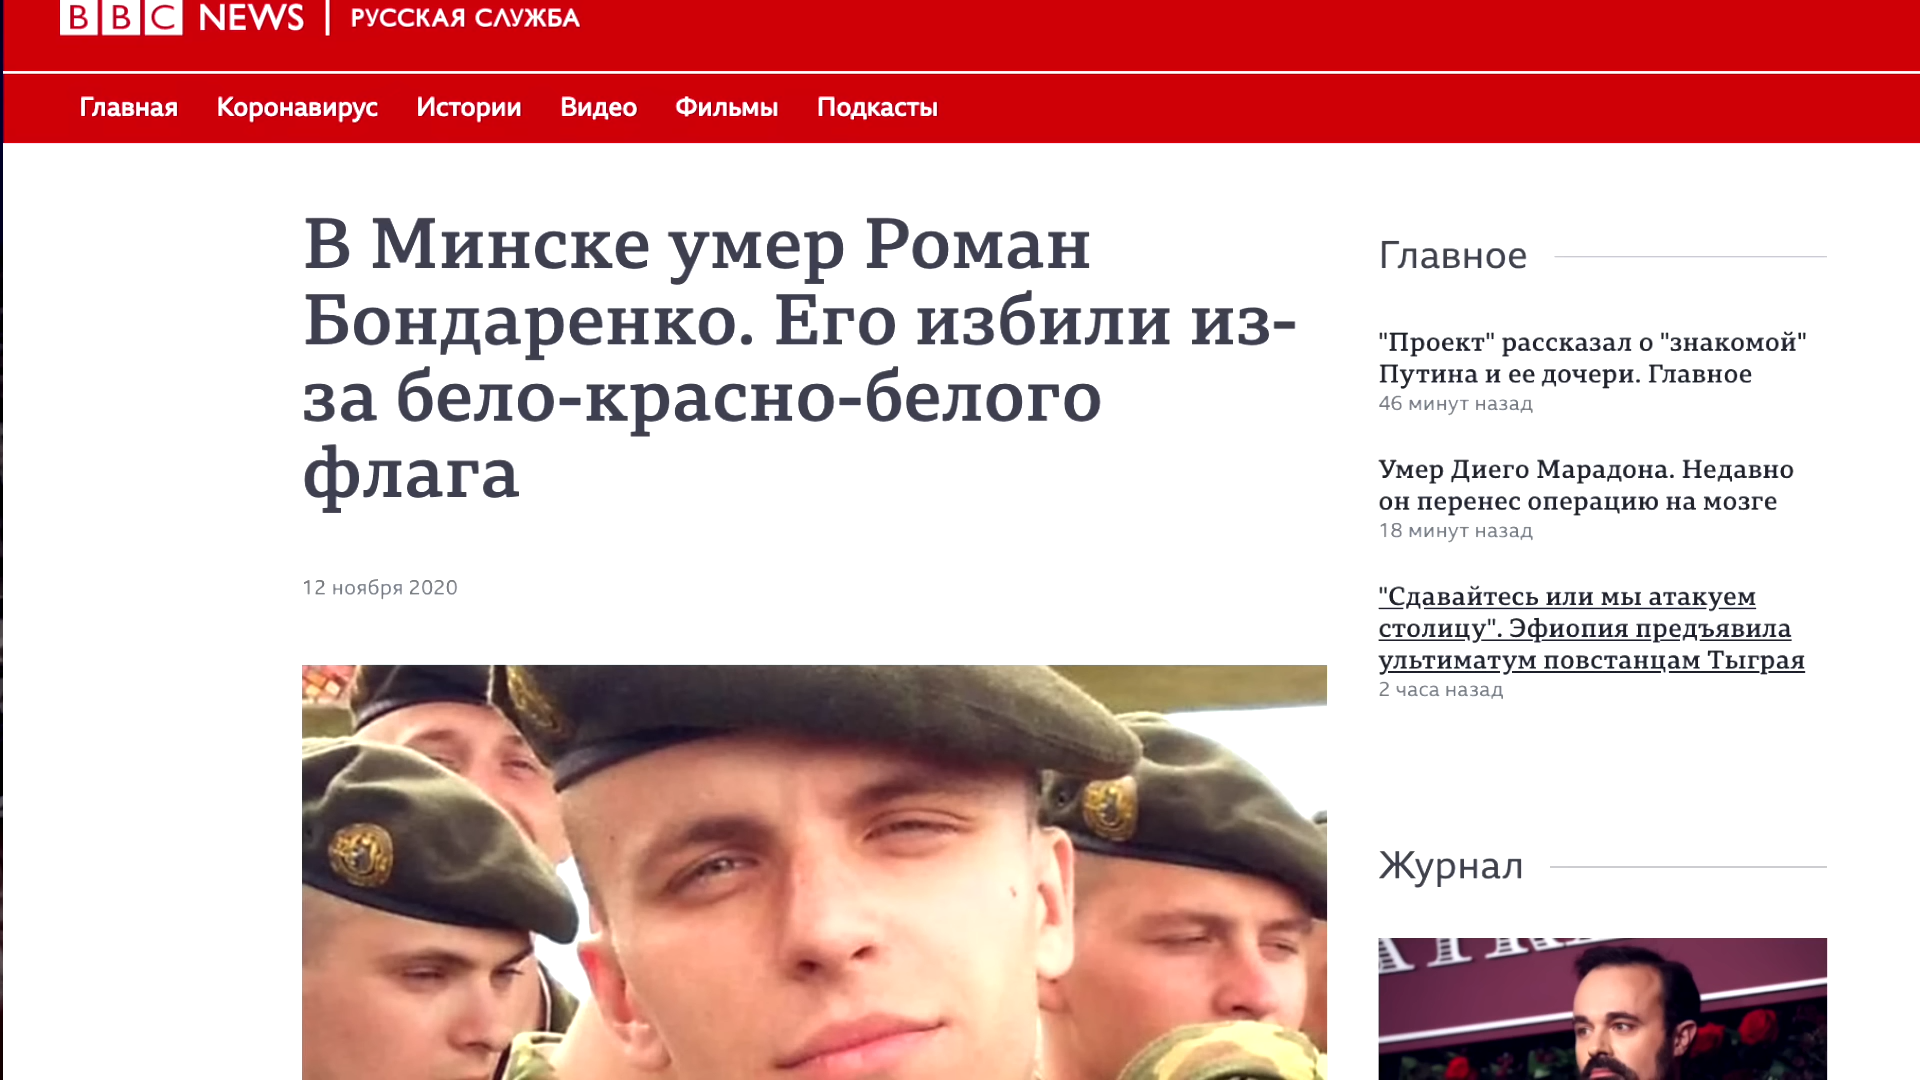 BBC NEWS | РУССКАЯ СЛУЖБА
Главная Коронавирус Истории Видео Фильмы Подкасты
В Минске умер Роман
Бондаренко. Его избили из-
за бело-красно-белого
флага
12 ноября 2020
Главное
"Проект" рассказал о "знакомой"
Путина и ее дочери. Главное
46 минут назад
Умер Диего Марадона. Недавно
он перенес операцию на мозге
18 минут назад
"Сдавайтесь или мы атакуем
столицу". Эфиопия предъявила
ультиматум повстанцам Тыграя
2 часа назад
Журнал